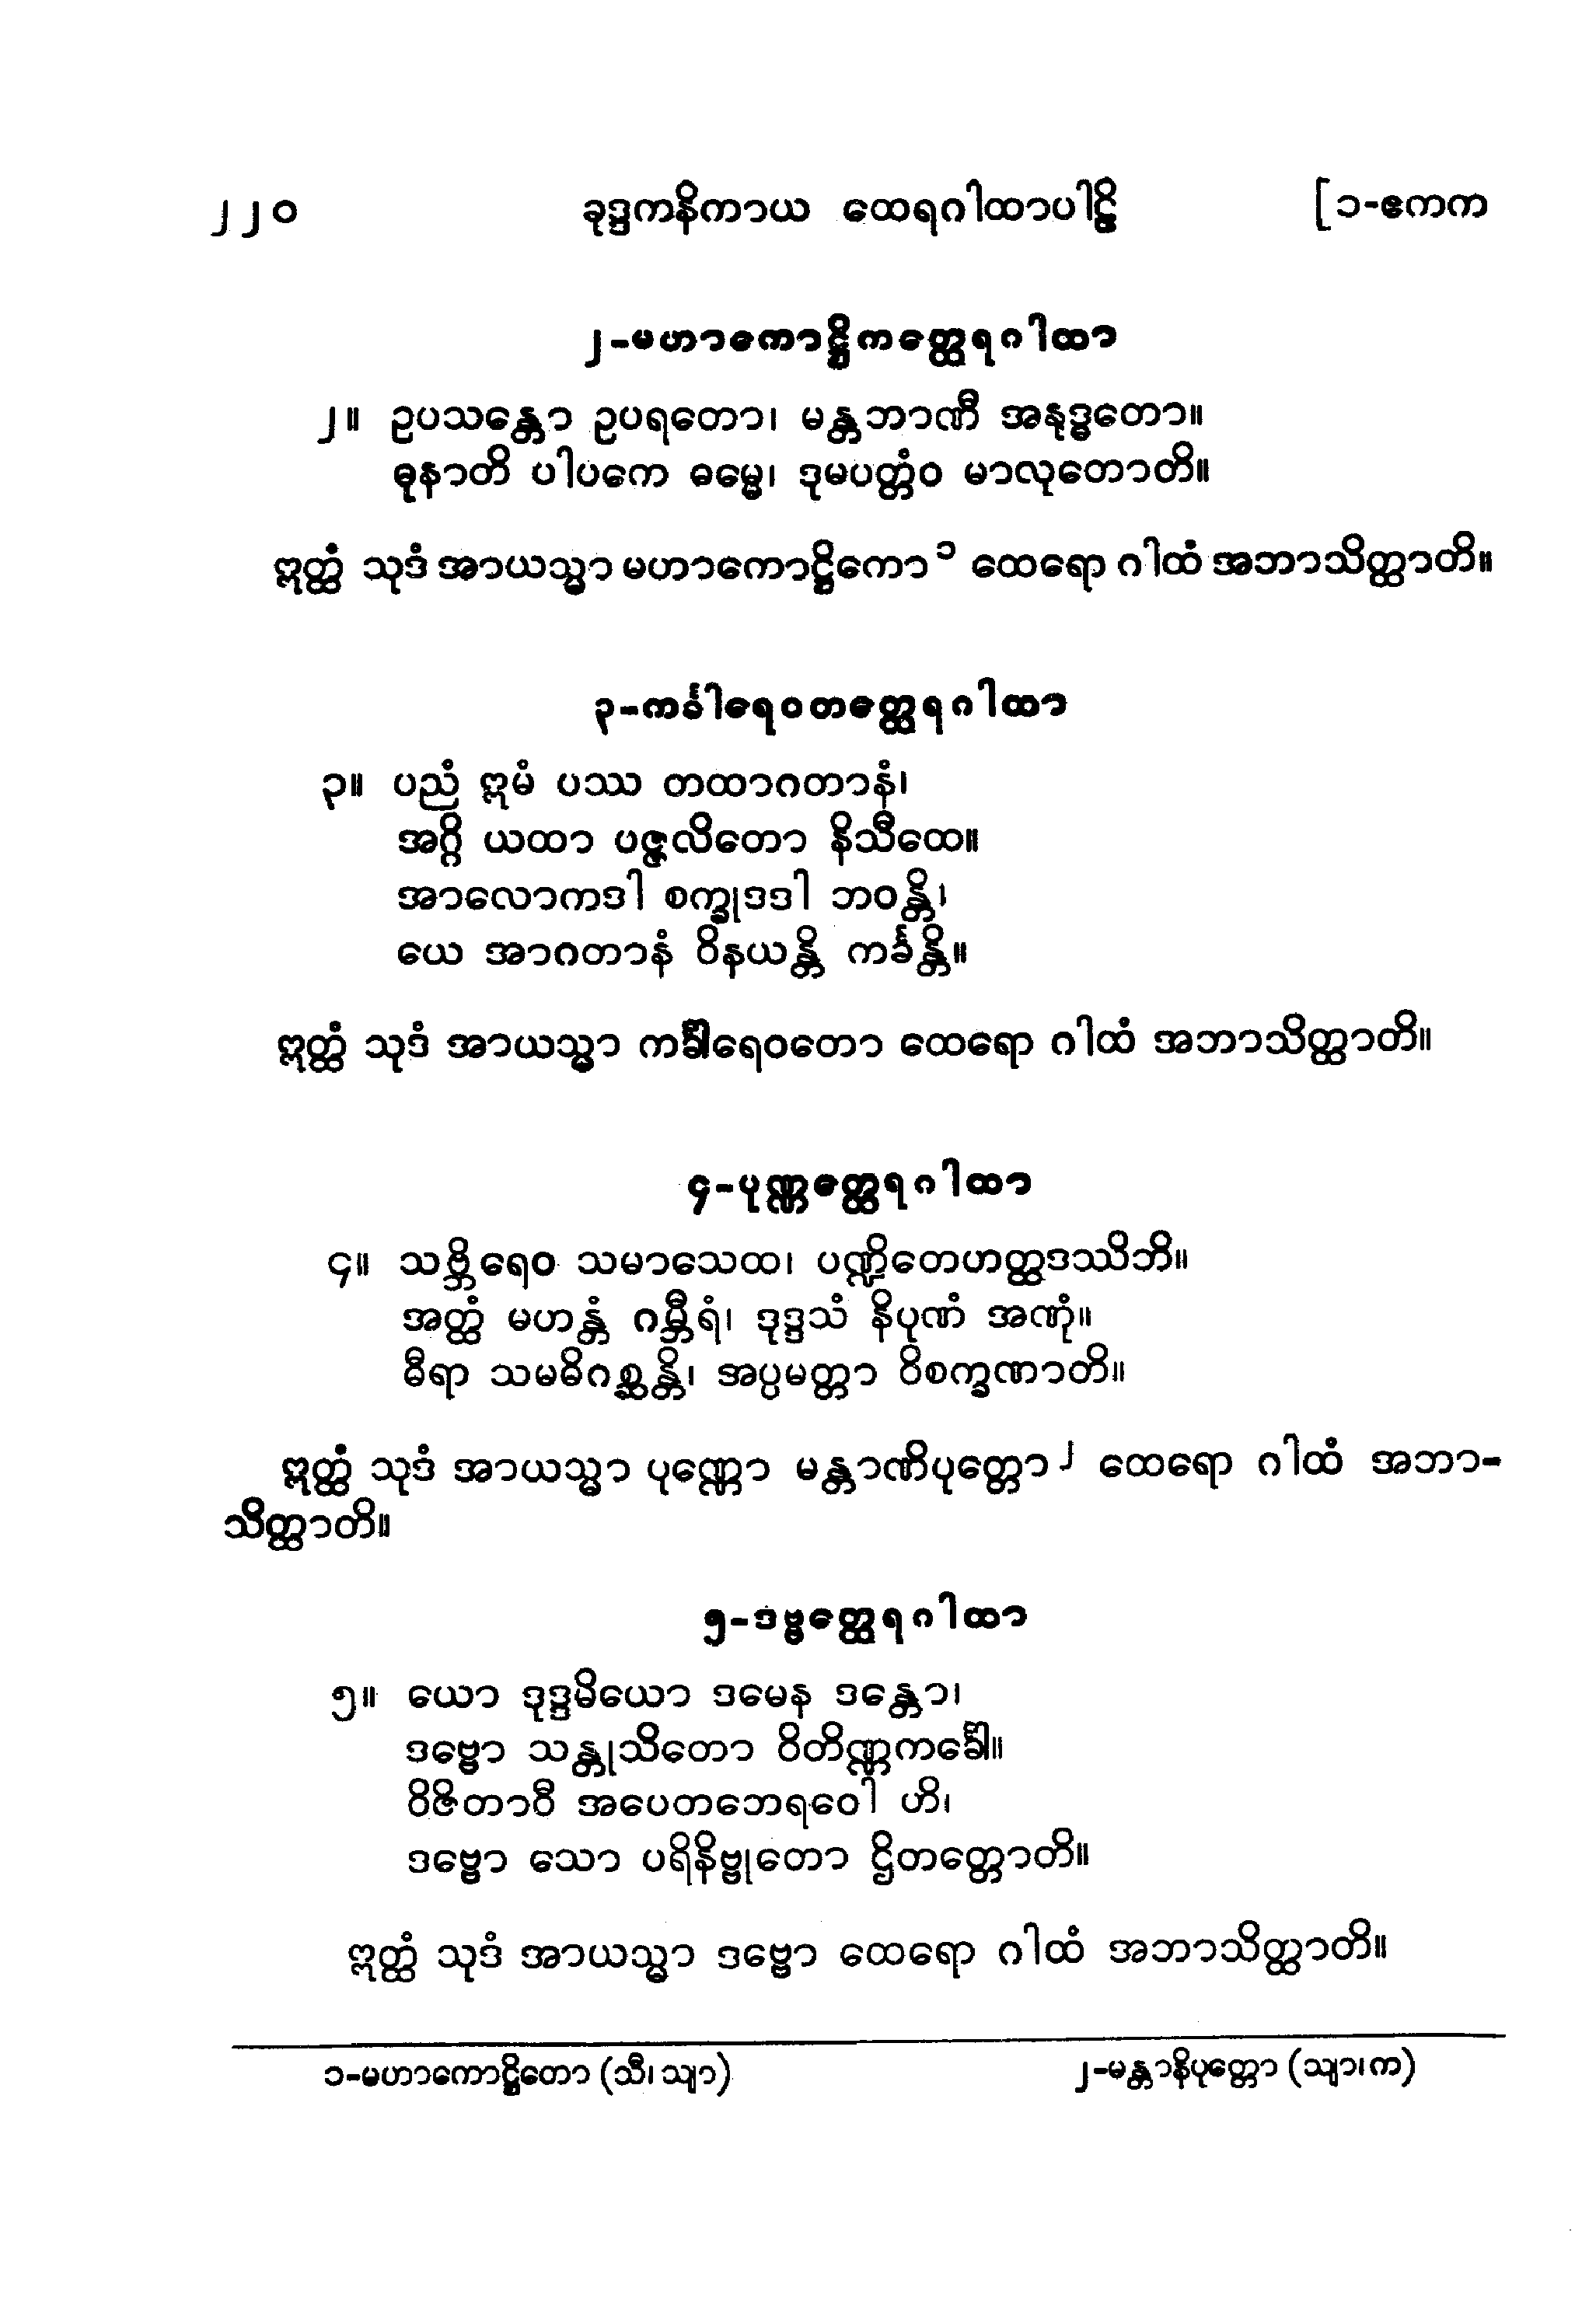 ၂၂၀ ခုဒ္ဒကနိကာယ ထေရဂါထာပါဠိ [၁-ဧကက
၂-မဟာကောဋ္ဌိကတ္ထေရဂါထာ
၂။ ဥပသန္တော ဥပရတော၊ မန္တဘာဏီ အနုဒ္ဓတော။
ဓုနာတိ ပါပကေ ဓမ္မေ၊ ဒုမပတ္တံဝ မာလုတောတိ။
ဣတ္ထံ သုဒံ အာယသ္မာ မဟာကောဋ္ဌိကော ၁ ထေရော ဂါထံ အဘာသိတ္ထာတိ။
၃-ကင်္ခါရေဝတတ္ထေရဂါထာ
၃။ ပညံ ဣမံ ပဿ တထာဂတာနံ၊
အဂ္ဂိ ယထာ ပဇ္ဇလိတော နိသီထေ။
အာလောကဒါ စက္ခုဒဒါ ဘဝန္တိ၊
ယေ အာဂတာနံ ဝိနယန္တိ ကင်္ခန္တိ။
ဣတ္ထံ သုဒံ အာယသ္မာ ကင်္ခါရေဝတော ထေရော ဂါထံ အဘာသိတ္ထာတိ။
၄-ပုဏ္ဏတ္ထေရဂါထာ
၄။ သဗ္ဘိရေဝ သမာသေထ၊ ပဏ္ဍိတေဟတ္ထဒဿိဘိ။
အတ္ထံ မဟန္တံ ဂမ္ဘီရံ၊ ဒုဒ္ဒသံ နိပုဏံ အဏုံ။
ဓီရာ သမဓိဂစ္ဆန္တိ၊ အပ္ပမတ္တာ ဝိစက္ခဏာတိ။
ဣတ္ထံ သုဒံ အာယသ္မာ ပုဏ္ဏော မန္တာဏိပုတ္တော ၂ ထေရော ဂါထံ အဘာ-
သိတ္ထာတိ။
၅-ဒဗ္ဗတ္ထေရဂါထာ
၅။ ယော ဒုဒ္ဒမိယော ဒမေန ဒန္တော၊
ဒဗ္ဗော သန္တုသိတော ဝိတိဏ္ဏကင်္ခေါ။
ဝိဇိတာဝီ အပေတဘေရဝေါ ဟိ၊
ဒဗ္ဗော သော ပရိနိဗ္ဗုတော ဌိတတ္တောတိ။
ဣတ္ထံ သုဒံ အာယသ္မာ ဒဗ္ဗော ထေရော ဂါထံ အဘာသိတ္ထာတိ။
၁-မဟာကောဋ္ဌိတော (သီ၊ သျာ) ၂-မန္တာနိပုတ္တော (သျာ၊ က)